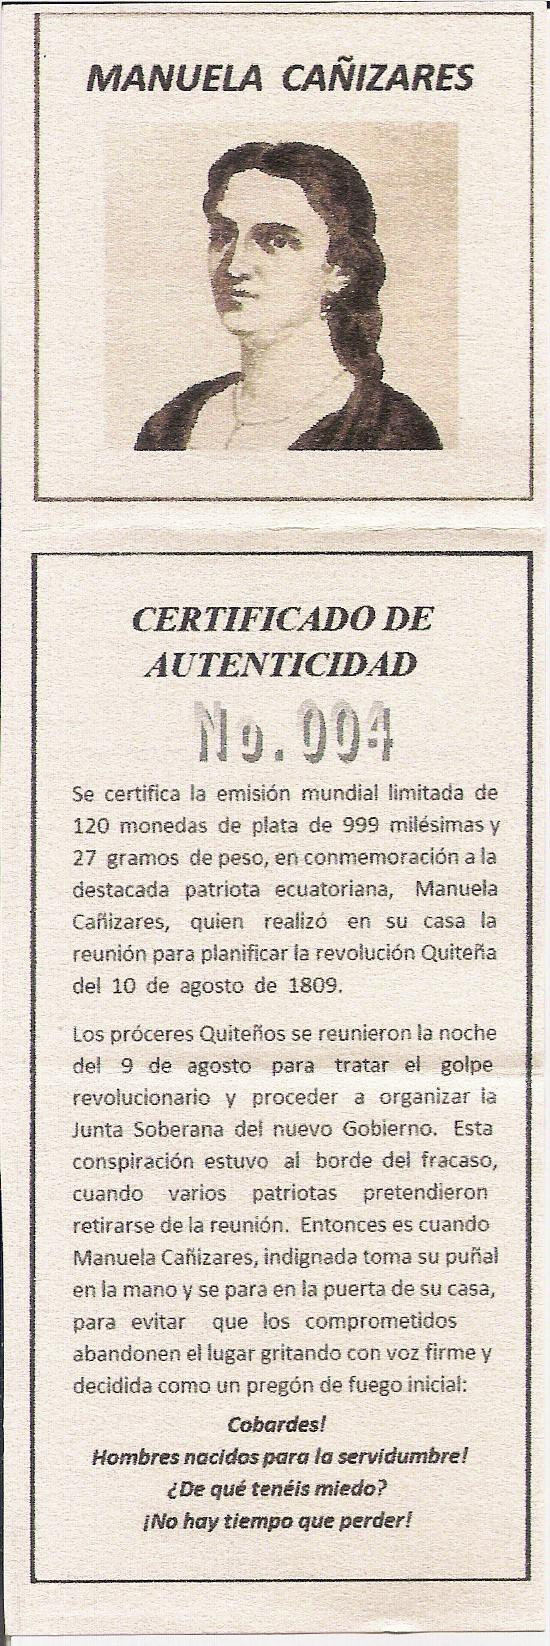 MANUELA CAÑIZARES
CERTIFICADO DE
AUTENTICIDAD
No.004
Se certifica la emisión mundial limitada de
120 monedas de plata de 999 milésimas y
27 gramos de peso, en conmemoración a la
destacada patriota ecuatoriana, Manuela
Cañizares, quien realizó en su casa la
reunión para planificar la revolución Quiteña
del 10 de agosto de 1809.
Los próceres Quiteños se reunieron la noche
del 9 de agosto para tratar el golpe
revolucionario y proceder a organizar la
Junta Soberana del nuevo Gobierno. Esta
conspiración estuvo al borde del fracaso,
cuando varios patriotas pretendieron
retirarse de la reunión. Entonces es cuando
Manuela Cañizares, indignada toma su puñal
en la mano y se para en la puerta de su casa,
para evitar que los comprometidos
abandonen el lugar gritando con voz firme y
decidida como un pregón de fuego inicial:
Cobardes!
Hombres nacidos para la servidumbre!
¿De qué tenéis miedo?
¡No hay tiempo que perder!